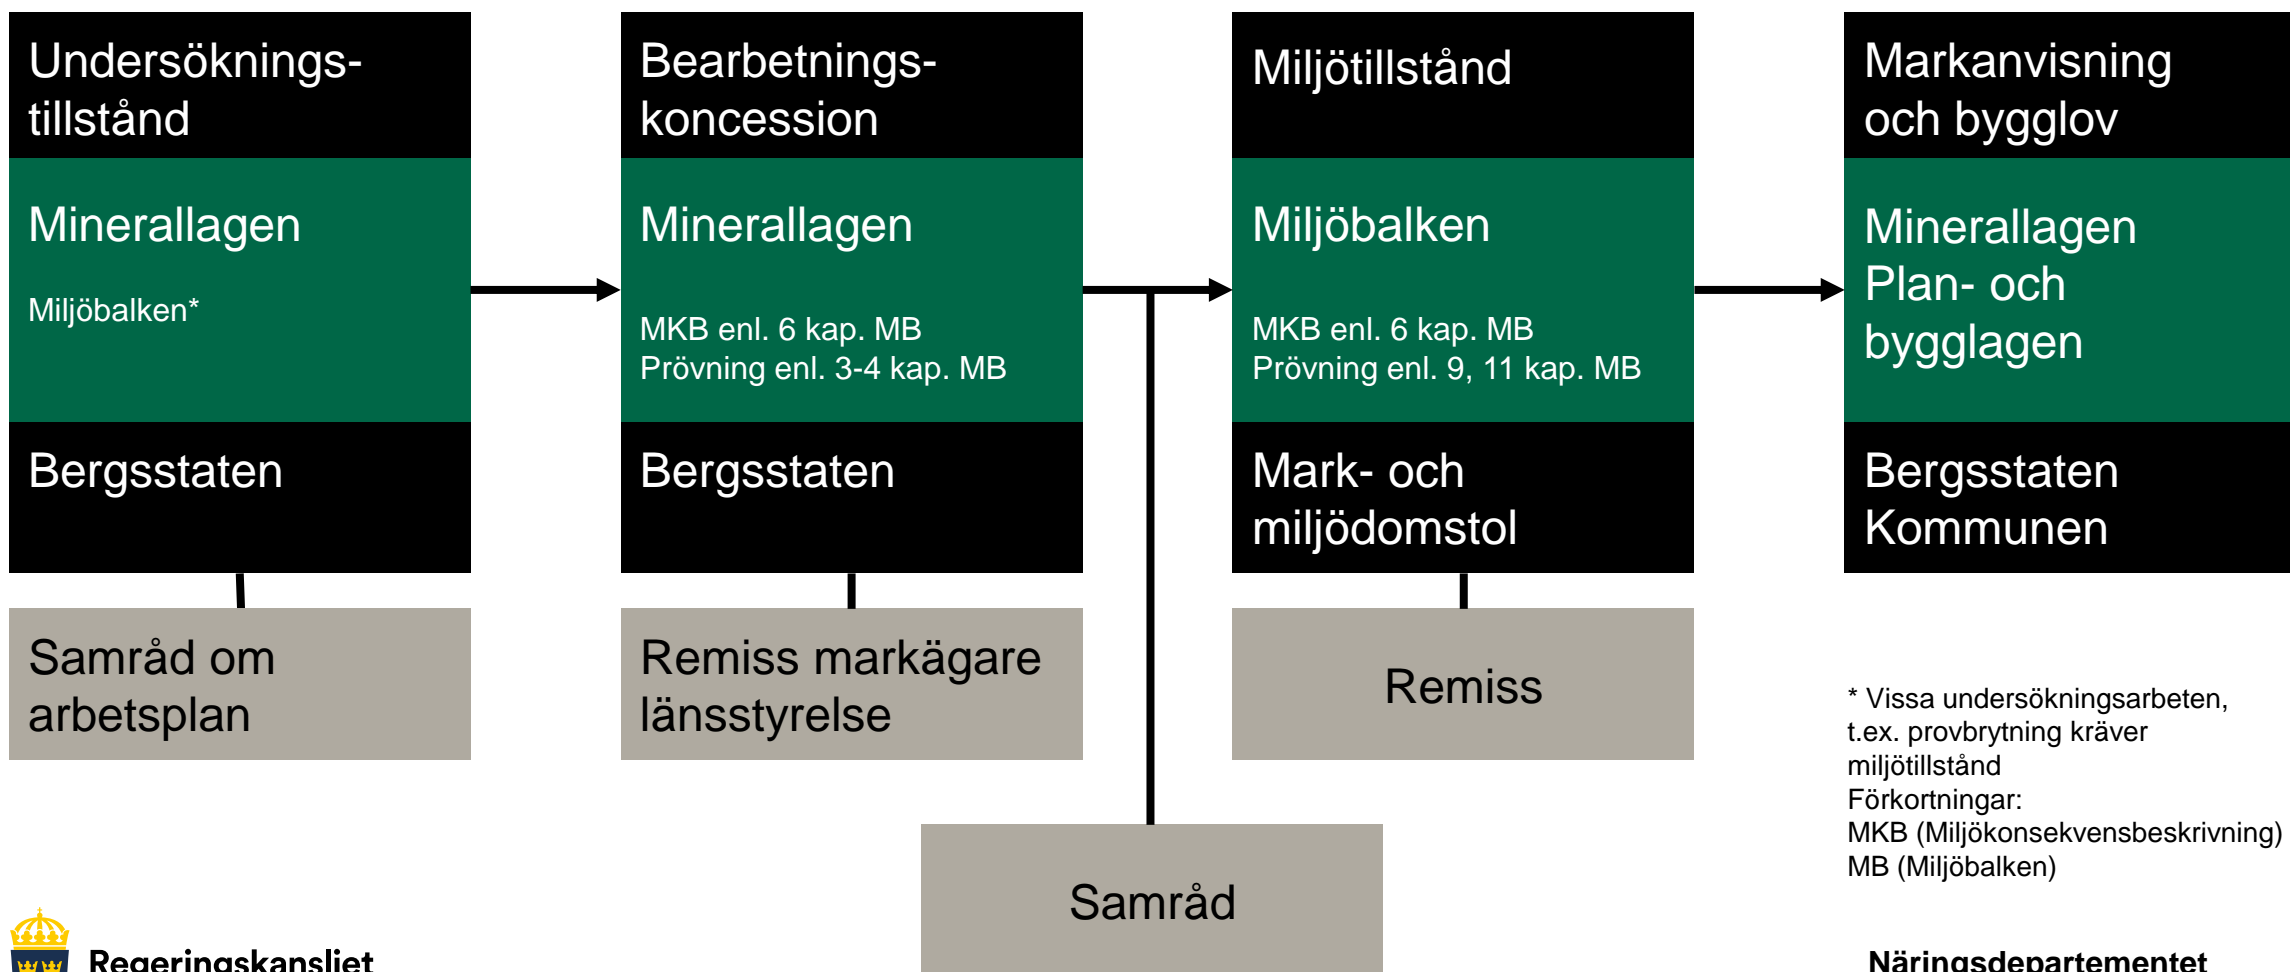 Undersöknings-
tillstånd
Minerallagen
Miljöbalken*
Bergsstaten
Samråd om
arbetsplan
Bearbetnings-
koncession
Minerallagen
MKB enl. 6 kap. MB
Prövning enl. 3-4 kap. MB
Bergsstaten
Remiss markägare
länsstyrelse
Samråd
Miljötillstånd
Miljöbalken
MKB enl. 6 kap. MB
Prövning enl. 9, 11 kap. MB
Mark- och
miljödomstol
Remiss
Markanvisning
och bygglov
Minerallagen
Plan- och
bygglagen
Bergsstaten
Kommunen
* Vissa undersökningsarbeten,
t.ex. provbrytning kräver
miljötillstånd
Förkortningar:
MKB (Miljökonsekvensbeskrivning)
MB (Miljöbalken)
Regeringskansliet
Näringsdepartementet